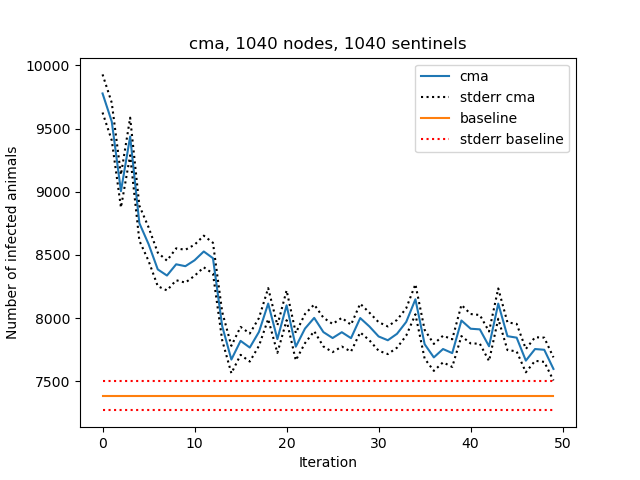 cma, 1040 nodes, 1040 sentinels
Number of infected animals
10000
9500
9000
8500
8000
7500
cma
stderr cma
baseline
stderr baseline
0
10
20
30
40
50
Iteration